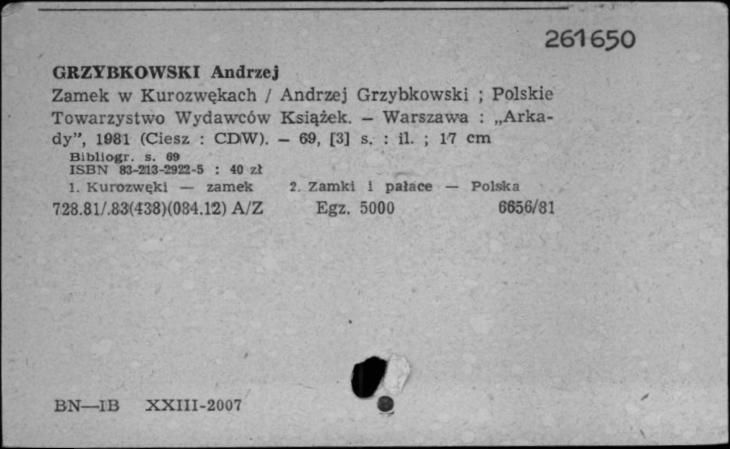 261650
GRZYBKOWSKI Andrzej
Zamek w Kurozwękach / Andrzej Grzybkowski ; Polskie
Towarzystwo Wydawców Książek. — Warszawa : „Arka-
dy”, 1981 (Ciesz : CDW). — 69, [3] s. : il. ; 17 cm
Bibliogr. s. 69
ISBN 83-213-2922-5 : 40 zł
1. Kurozwęki — zamek 2. Zamki i pałace — Polska
728.81/.83(438)(084.12) A/Z Egz. 5000 6656/81
BN—IB XXIII-2007